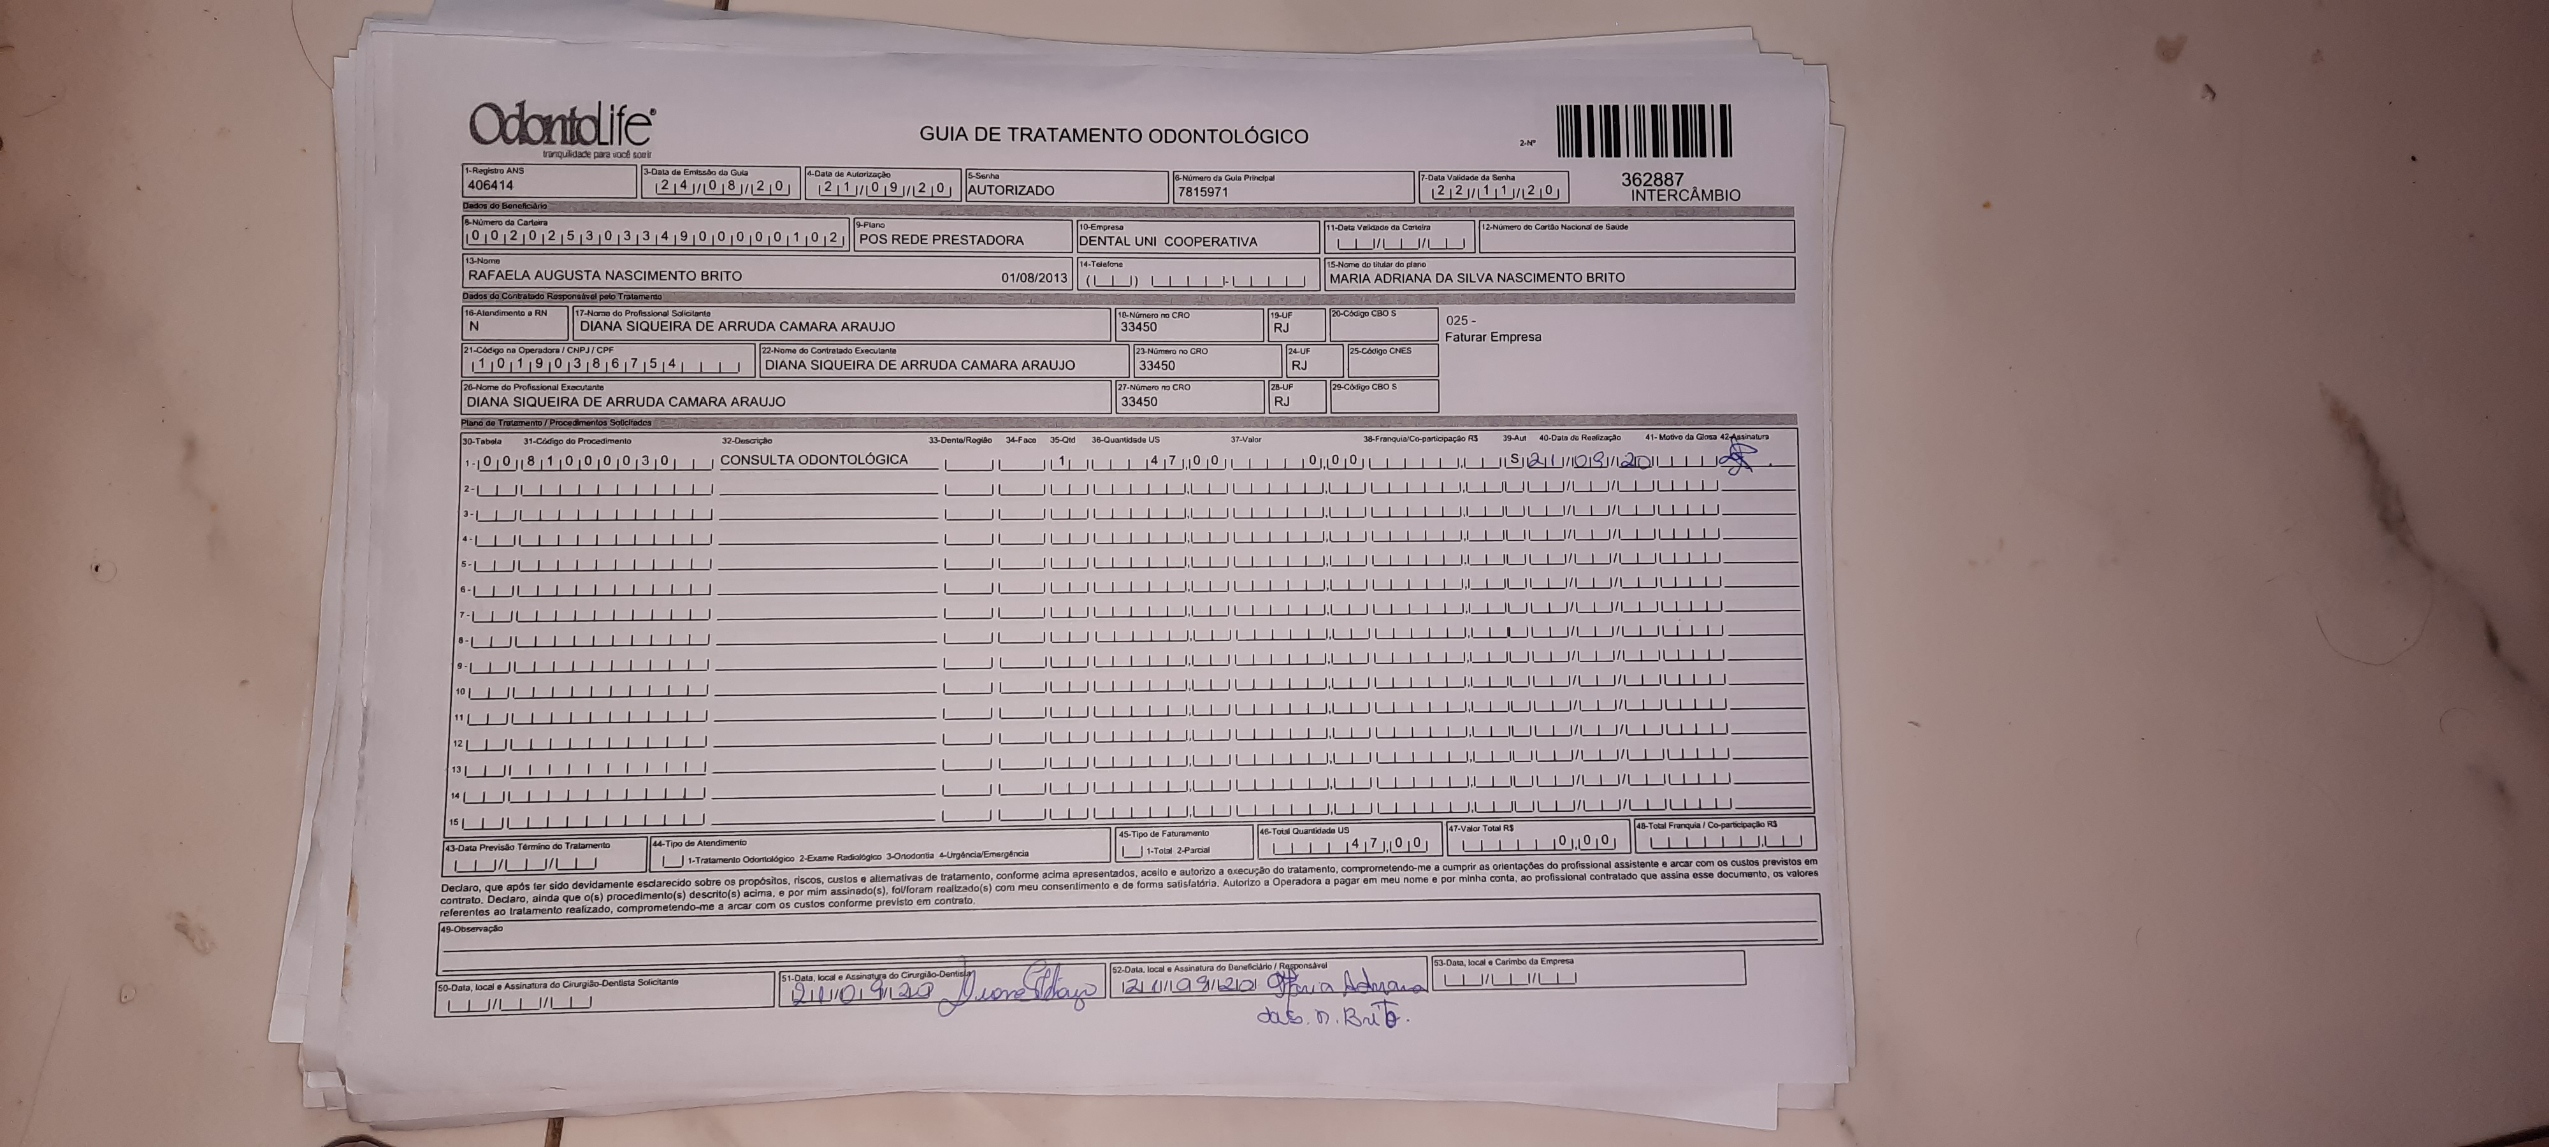 OdontoLife®
tranquilidade para você sorrir
GUIA DE TRATAMENTO ODONTOLÓGICO
2-Nº
362887
INTERCÂMBIO
1-Registro ANS 3-Data de Emissão da Guia 4-Data de Autorização 5-Senha 6-Número da Guia Principal 7-Data Validade da Senha
406414 24/08/20 21/09/20 AUTORIZADO 7815971 22/11/20
Dados do Beneficiário
8-Número da Carteira 9-Plano 10-Empresa 11-Data Validade da Carteira 12-Número do Cartão Nacional de Saúde
00202530334900000102 POS REDE PRESTADORA DENTAL UNI COOPERATIVA
13-Nome 14-Telefone 15-Nome do titular do plano
RAFAELA AUGUSTA NASCIMENTO BRITO 01/08/2013 MARIA ADRIANA DA SILVA NASCIMENTO BRITO
Dados do Contratado Responsável pelo Tratamento
16-Atendimento a RN 17-Nome do Profissional Solicitante 18-Número no CRO 19-UF 20-Código CBO S
N DIANA SIQUEIRA DE ARRUDA CAMARA ARAUJO 33450 RJ
025 -
Faturar Empresa
21-Código na Operadora / CNPJ / CPF 22-Nome do Contratado Executante 23-Número no CRO 24-UF 25-Código CNES
10190386754 DIANA SIQUEIRA DE ARRUDA CAMARA ARAUJO 33450 RJ
26-Nome do Profissional Executante 27-Número no CRO 28-UF 29-Código CBO S
DIANA SIQUEIRA DE ARRUDA CAMARA ARAUJO 33450 RJ
Plano de Tratamento / Procedimentos Solicitados
30-Tabela 31-Código do Procedimento 32-Descrição 33-Dente/Região 34-Face 35-Qtd 36-Quantidade US 37-Valor 38-Franquia/Co-participação R$ 39-Aut 40-Data de Realização 41- Motivo da Glosa 42-Assinatura
1- 00 81000030 CONSULTA ODONTOLÓGICA 1 47,00 0,00 S 21/09/20
2-
3-
4-
5-
6-
7-
8-
9-
10
11
12
13
14
15
43-Data Previsão Término do Tratamento 44-Tipo de Atendimento 45-Tipo de Faturamento 46-Total Quantidade US 47-Valor Total R$ 48-Total Franquia / Co-participação R$
1-Tratamento Odontológico 2-Exame Radiológico 3-Ortodontia 4-Urgência/Emergência 1-Total 2-Parcial 47,00 0,00
Declaro, que após ter sido devidamente esclarecido sobre os propósitos, riscos, custos e alternativas de tratamento, conforme acima apresentados, aceito e autorizo a execução do tratamento, comprometendo-me a cumprir as orientações do profissional assistente e arcar com os custos previstos em
contrato. Declaro, ainda que o(s) procedimento(s) descrito(s) acima, e por mim assinado(s), foi/foram realizado(s) com meu consentimento e de forma satisfatória. Autorizo a Operadora a pagar em meu nome e por minha conta, ao profissional contratado que assina esse documento, os valores
referentes ao tratamento realizado, comprometendo-me a arcar com os custos conforme previsto em contrato.
49-Observação
50-Data, local e Assinatura do Cirurgião-Dentista Solicitante 51-Data, local e Assinatura do Cirurgião-Dentista 52-Data, local e Assinatura do Beneficiário / Responsável 53-Data, local e Carimbo da Empresa
21/09/20 21/09/20 Maria Adriana
da S. N. Brito.